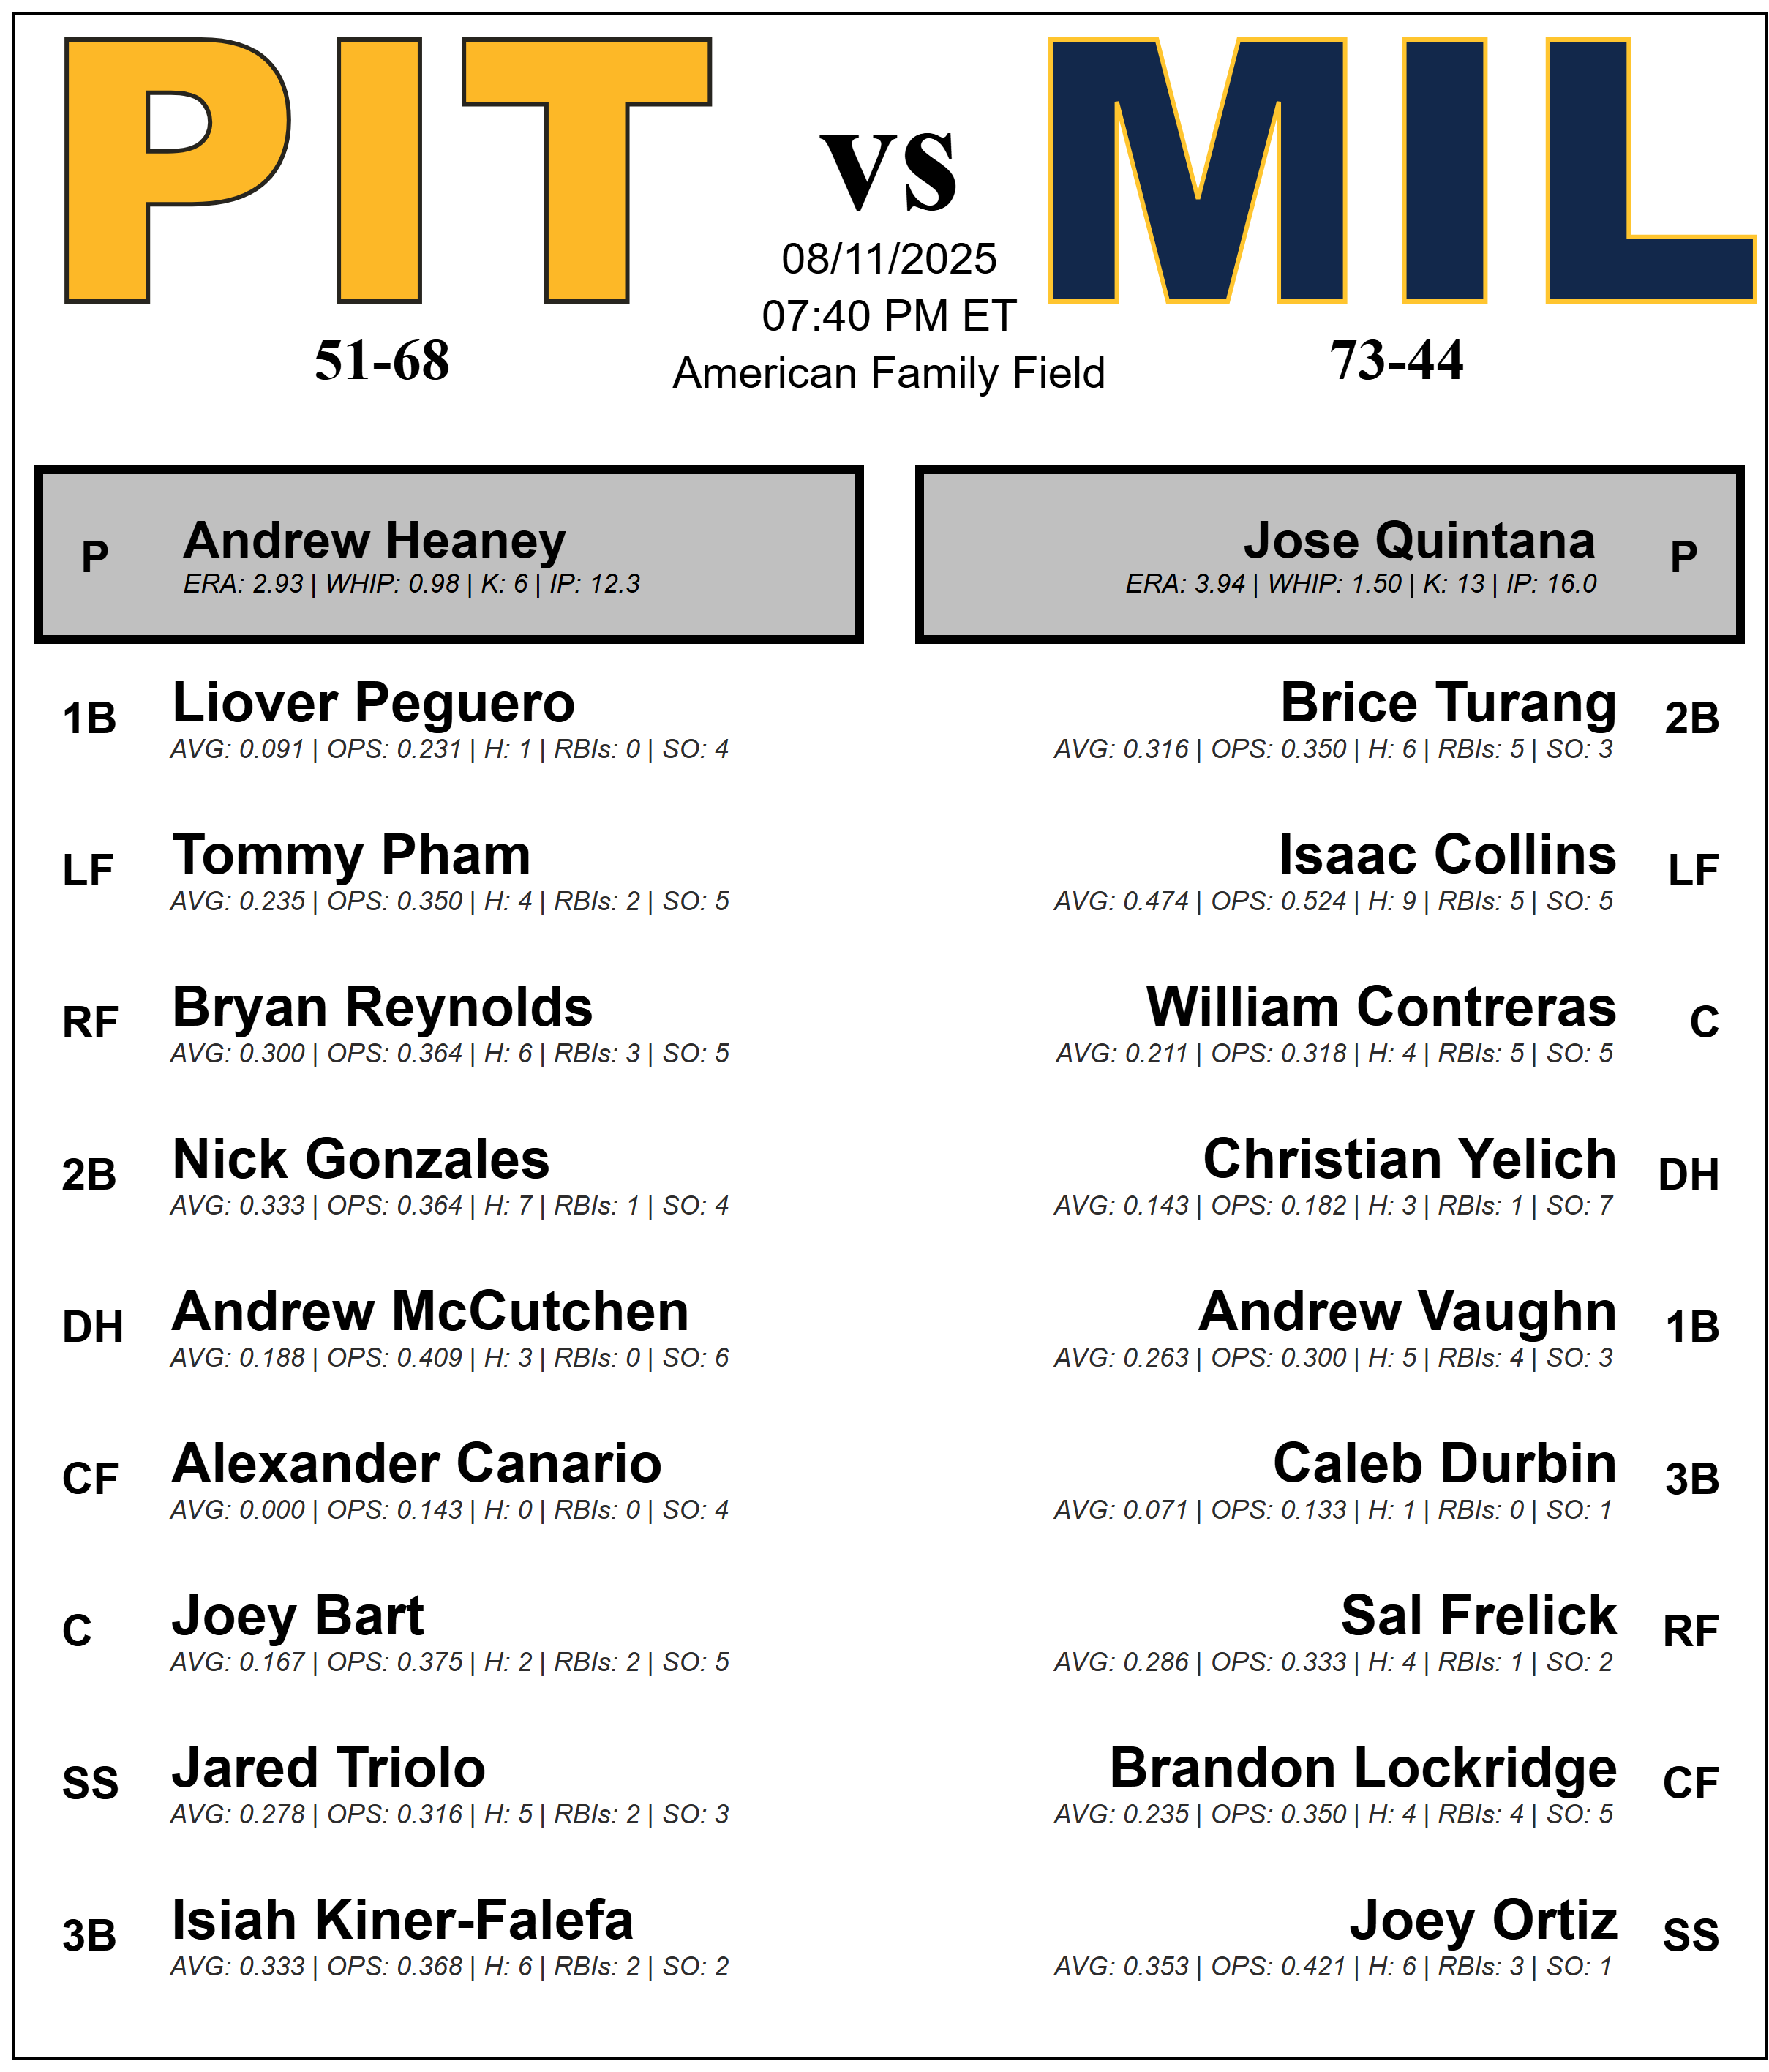 PIT
vs
MIL
08/11/2025
07:40 PM ET
American Family Field
51-68
73-44
P
Andrew Heaney
ERA: 2.93 | WHIP: 0.98 | K: 6 | IP: 12.3
Jose Quintana
ERA: 3.94 | WHIP: 1.50 | K: 13 | IP: 16.0
P
1B
Liover Peguero
AVG: 0.091 | OPS: 0.231 | H: 1 | RBIs: 0 | SO: 4
LF
Tommy Pham
AVG: 0.235 | OPS: 0.350 | H: 4 | RBIs: 2 | SO: 5
RF
Bryan Reynolds
AVG: 0.300 | OPS: 0.364 | H: 6 | RBIs: 3 | SO: 5
2B
Nick Gonzales
AVG: 0.333 | OPS: 0.364 | H: 7 | RBIs: 1 | SO: 4
DH
Andrew McCutchen
AVG: 0.188 | OPS: 0.409 | H: 3 | RBIs: 0 | SO: 6
CF
Alexander Canario
AVG: 0.000 | OPS: 0.143 | H: 0 | RBIs: 0 | SO: 4
C
Joey Bart
AVG: 0.167 | OPS: 0.375 | H: 2 | RBIs: 2 | SO: 5
SS
Jared Triolo
AVG: 0.278 | OPS: 0.316 | H: 5 | RBIs: 2 | SO: 3
3B
Isiah Kiner-Falefa
AVG: 0.333 | OPS: 0.368 | H: 6 | RBIs: 2 | SO: 2
Brice Turang
2B
AVG: 0.316 | OPS: 0.350 | H: 6 | RBIs: 5 | SO: 3
Isaac Collins
LF
AVG: 0.474 | OPS: 0.524 | H: 9 | RBIs: 5 | SO: 5
William Contreras
C
AVG: 0.211 | OPS: 0.318 | H: 4 | RBIs: 5 | SO: 5
Christian Yelich
DH
AVG: 0.143 | OPS: 0.182 | H: 3 | RBIs: 1 | SO: 7
Andrew Vaughn
1B
AVG: 0.263 | OPS: 0.300 | H: 5 | RBIs: 4 | SO: 3
Caleb Durbin
3B
AVG: 0.071 | OPS: 0.133 | H: 1 | RBIs: 0 | SO: 1
Sal Frelick
RF
AVG: 0.286 | OPS: 0.333 | H: 4 | RBIs: 1 | SO: 2
Brandon Lockridge
CF
AVG: 0.235 | OPS: 0.350 | H: 4 | RBIs: 4 | SO: 5
Joey Ortiz
SS
AVG: 0.353 | OPS: 0.421 | H: 6 | RBIs: 3 | SO: 1